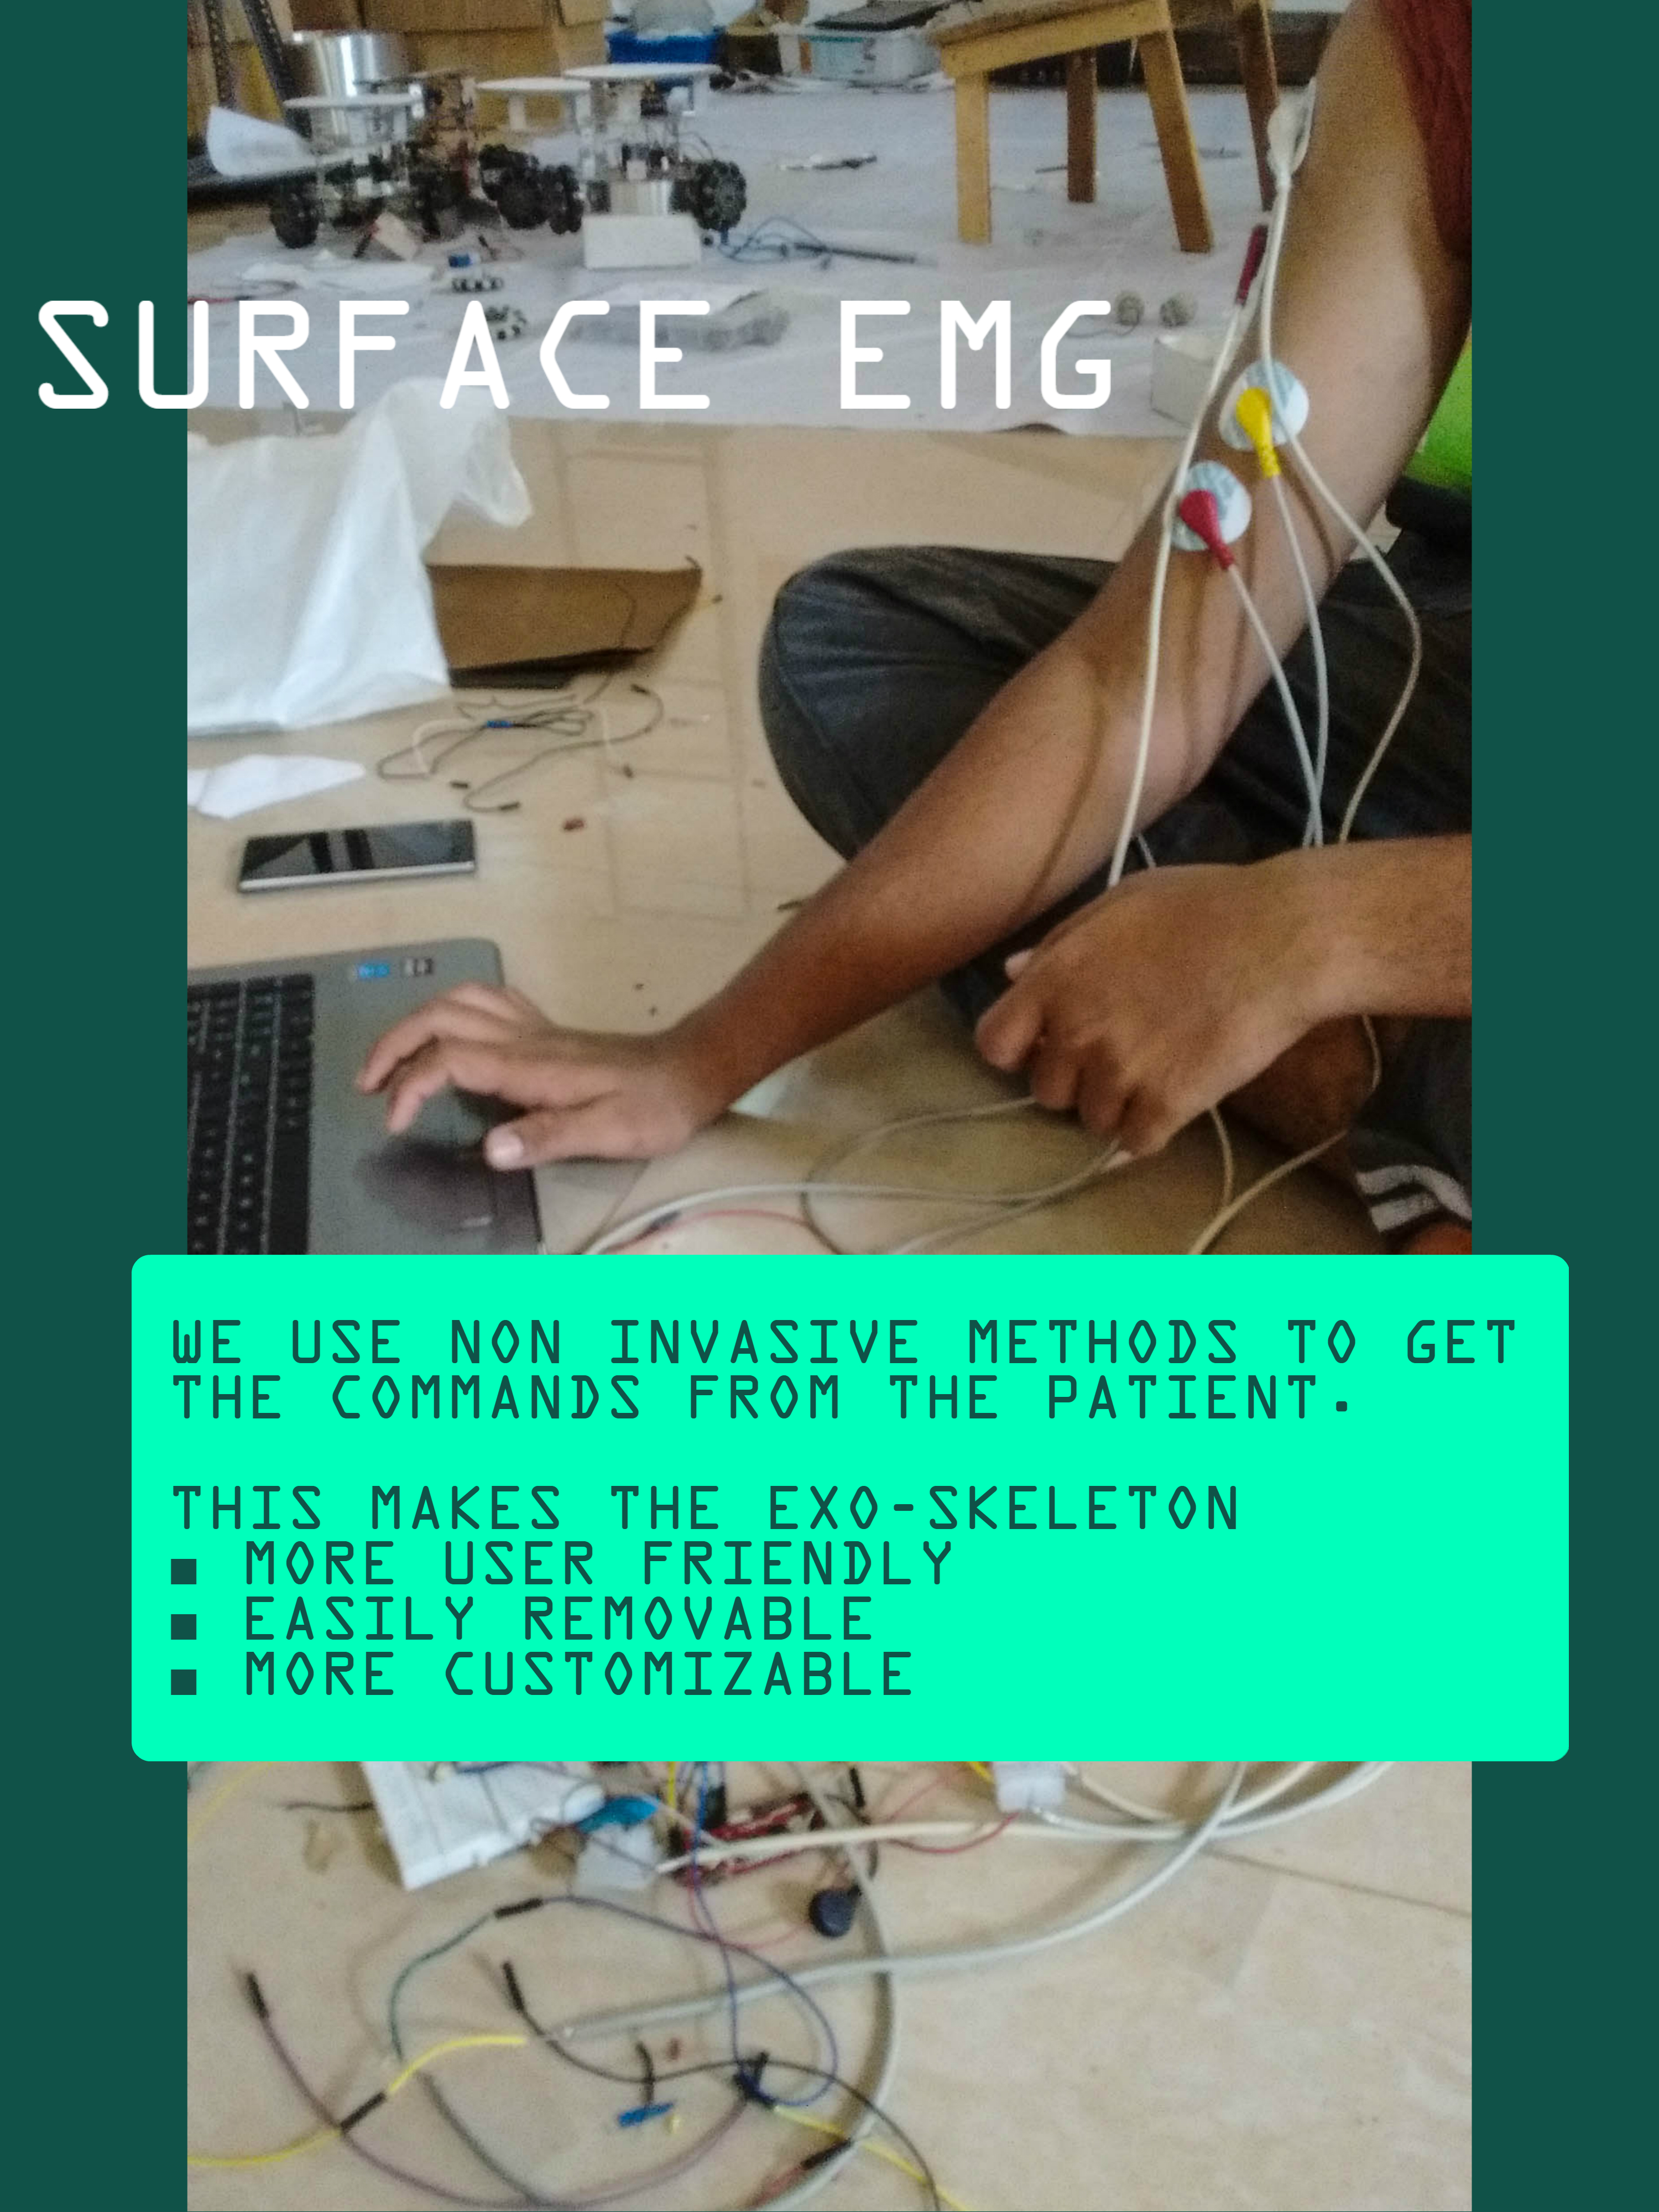 SURFACE EMG
WE USE NON INVASIVE METHODS TO GET
THE COMMANDS FROM THE PATIENT.
THIS MAKES THE EXO-SKELETON
▪ MORE USER FRIENDLY
▪ EASILY REMOVABLE
▪ MORE CUSTOMIZABLE